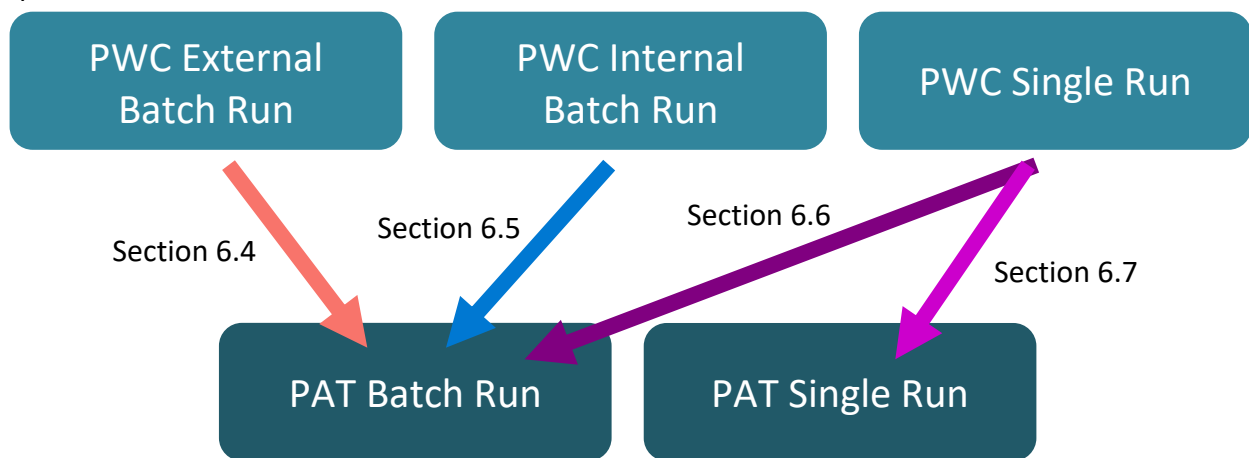 PWC External
Batch Run
PWC Internal
Batch Run
PWC Single Run
Section 6.4
Section 6.5
Section 6.6
Section 6.7
PAT Batch Run
PAT Single Run